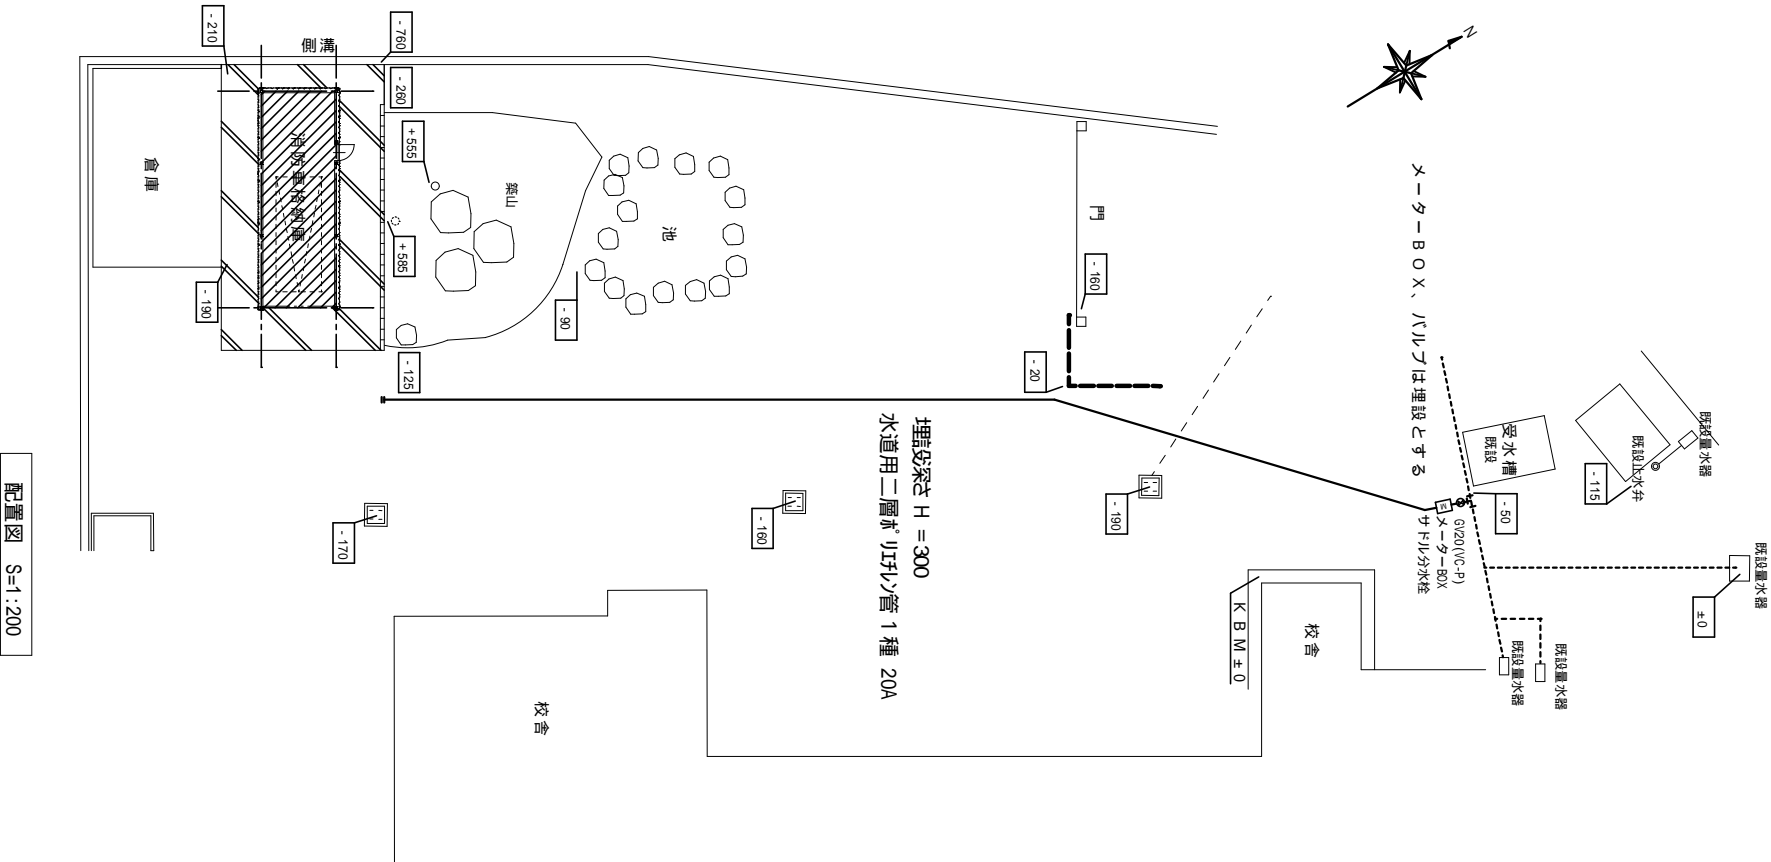 - 210
側溝
- 760
- 260
+ 555
築山
+ 585
倉庫
消防車格納庫
- 190
- 125
池
- 90
門
- 160
- 20
N
メーターＢＯＸ、バルブは埋設とする
埋設深さ H =300
水道用二層ﾎﾟﾘｴﾁﾚﾝ管 1種 20A
受水槽
既設
既設量水器
既設止水弁
- 115
- 50
M
GV20(VC-P)
メーターBOX
サドル分水栓
既設量水器
±0
既設量水器
既設量水器
- 190
- 160
- 170
ＫＢＭ±0
校舎
校舎
配置図 S=1:200